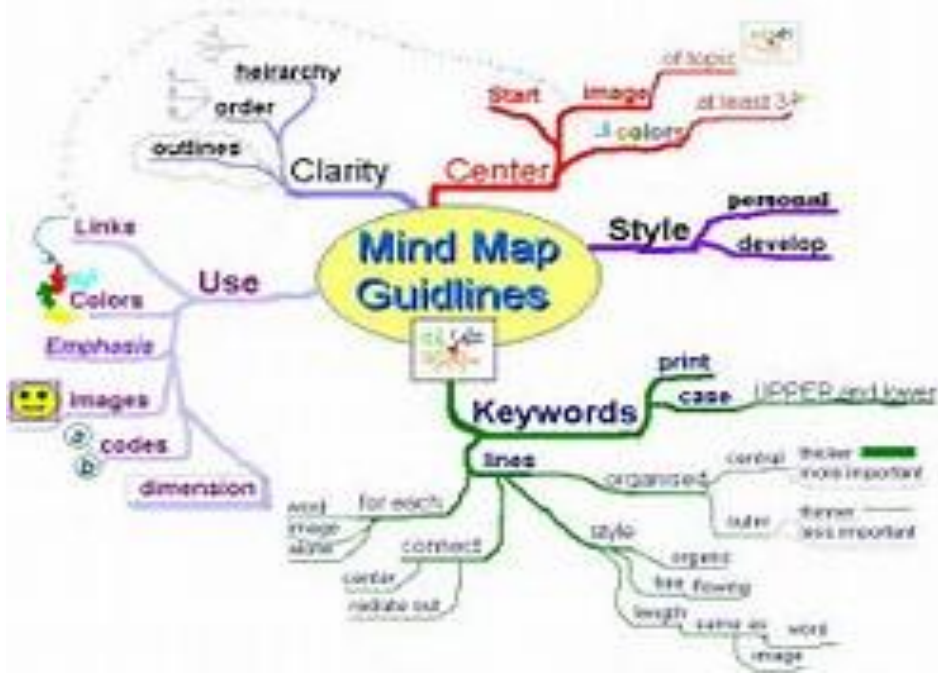 Mind Map
Guidlines
Center
Start
image
of topic
colors
at least 3
Style
personal
develop
Keywords
print
case
UPPER and lower
lines
organised
central
thicker
more important
outer
thinner
less important
style
organic
free flowing
length
same as
word
image
connect
center
radiate out
for each
word
image
alone
Use
Links
Colors
Emphasis
images
a
codes
b
dimension
Clarity
heirarchy
order
outlines